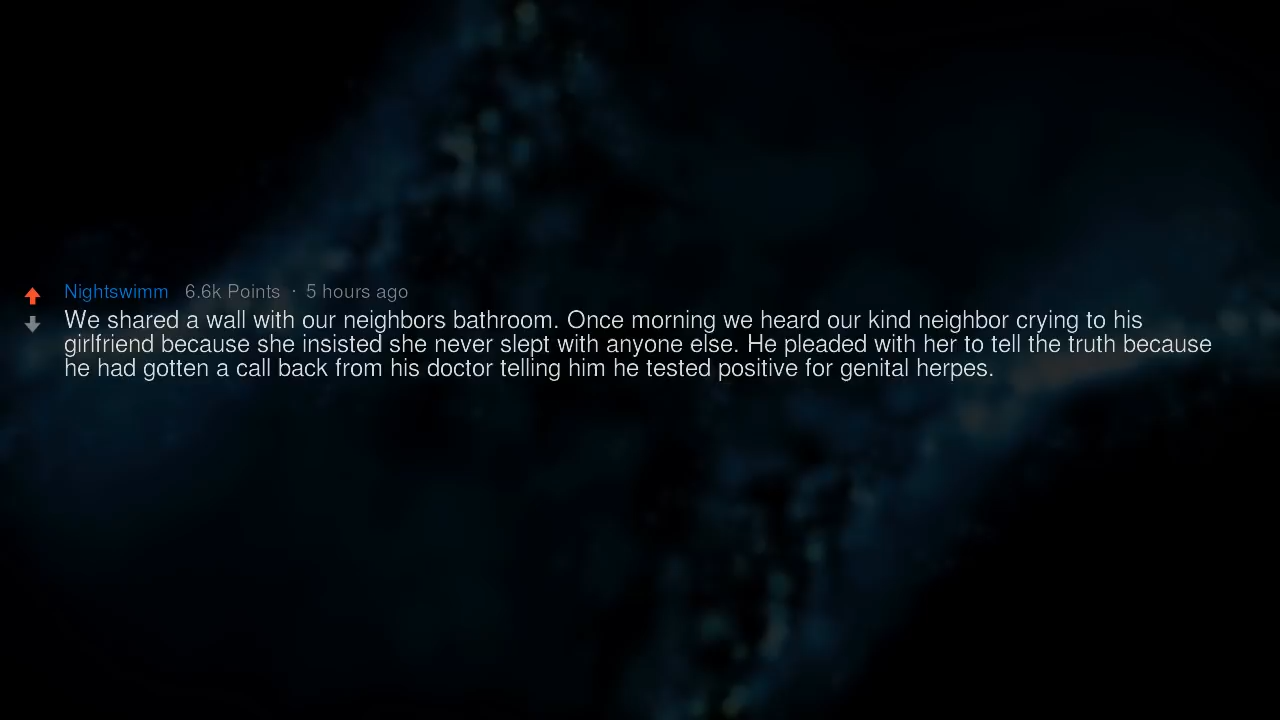 Nightswimm 6.6k Points · 5 hours ago
We shared a wall with our neighbors bathroom. Once morning we heard our kind neighbor crying to his
girlfriend because she insisted she never slept with anyone else. He pleaded with her to tell the truth because
he had gotten a call back from his doctor telling him he tested positive for genital herpes.